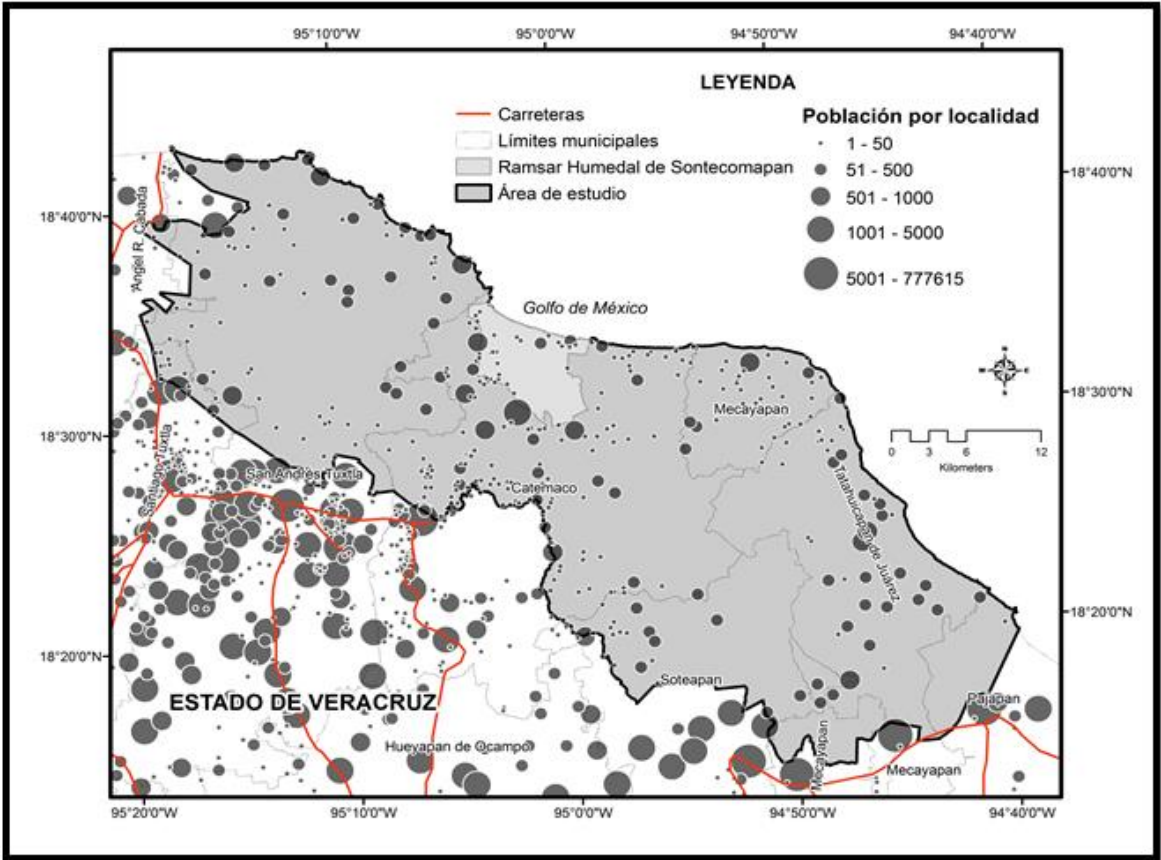 95°10'0"W 95°0'0"W 94°50'0"W 94°40'0"W
LEYENDA
Carreteras
Límites municipales
Ramsar Humedal de Sontecomapan
Área de estudio
Población por localidad
1 - 50
51 - 500
501 - 1000
1001 - 5000
5001 - 777615
18°40'0"N
18°40'0"N
Angel R. Cabada
Golfo de México
18°30'0"N
Mecayapan
18°30'0"N
0 3 6 12
Kilometers
Santiago Tuxtla
San Andrés Tuxtla
Catemaco
Tatahuicapan de Juárez
18°20'0"N
18°20'0"N
Soteapan
Pajapan
ESTADO DE VERACRUZ
Hueyapan de Ocampo
Mecayapan
Mecayapan
95°20'0"W 95°10'0"W 95°0'0"W 94°50'0"W 94°40'0"W